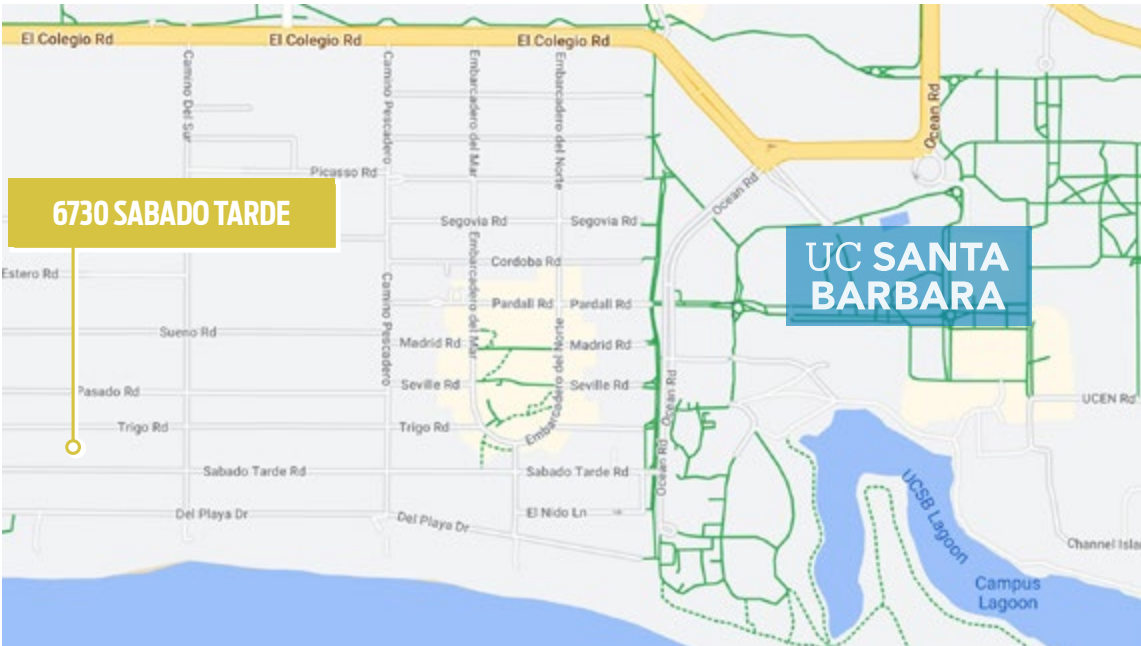 El Colegio Rd
El Colegio Rd
El Colegio Rd
Camino Del Sur
Camino Pescadero
Embarcadero del Mar
Embarcadero del Norte
Ocean Rd
Picasso Rd
Ocean Rd
6730 SABADO TARDE
Segovia Rd
Segovia Rd
UC SANTA
BARBARA
Embarcadero del Mar
Cordoba Rd
Estero Rd
Camino Pescadero
Pardall Rd
Pardall Rd
Sueno Rd
Embarcadero del Norte
Madrid Rd
Madrid Rd
Seville Rd
Seville Rd
Ocean Rd
Pasado Rd
UCEN Rd
Trigo Rd
Trigo Rd
Ocean Rd
Sabado Tarde Rd
Sabado Tarde Rd
UCSB Lagoon
Del Playa Dr
Del Playa Dr
El Nido Ln
Channel Isla
Campus
Lagoon